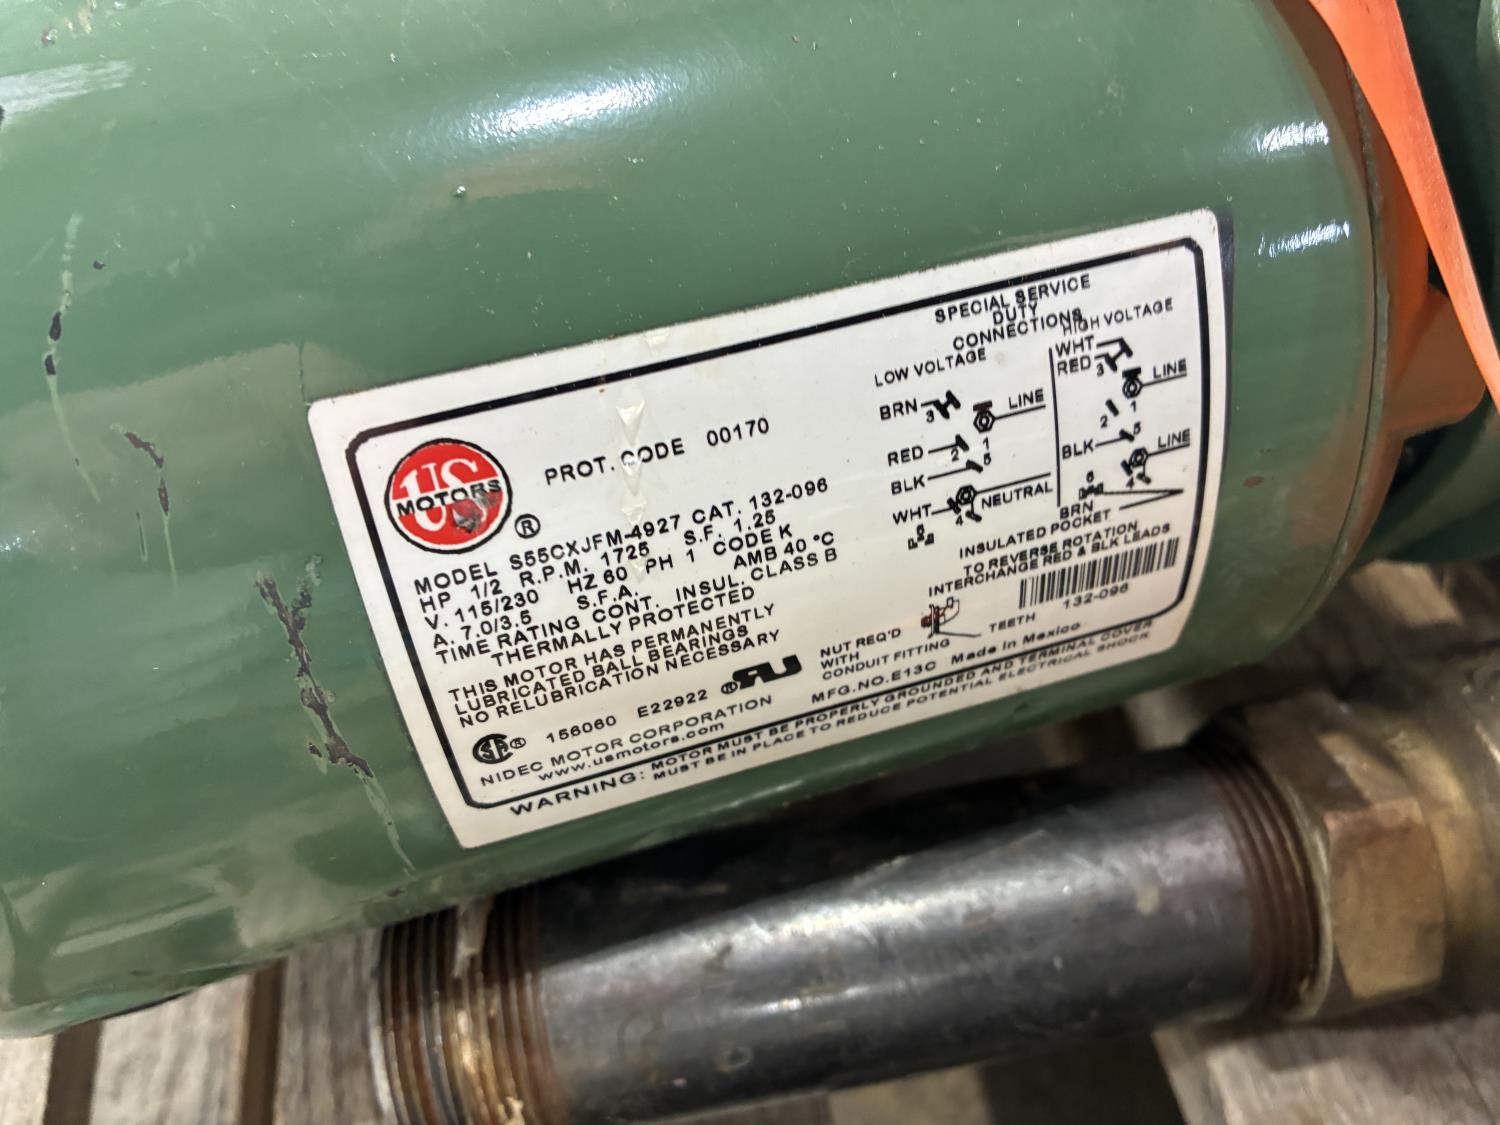 US
MOTORS
®
PROT. CODE 00170
MODEL S55CXJFM-4927 CAT. 132-096
HP 1/2 R.P.M. 1725 S.F. 1.25
V. 115/230 HZ 60 PH 1 CODE K
A. 7.0/3.5 S.F.A. AMB 40 °C
TIME RATING CONT. INSUL. CLASS B
THERMALLY PROTECTED
THIS MOTOR HAS PERMANENTLY
LUBRICATED BALL BEARINGS
NO RELUBRICATION NECESSARY
SA ® 156060 E22922 ®
NIDEC MOTOR CORPORATION
www.usmotors.com
SPECIAL SERVICE
DUTY
CONNECTIONS
LOW VOLTAGE
BRN 3 LINE
RED 2 1
BLK 5
WHT 4 NEUTRAL
6
HIGH VOLTAGE
WHT
RED 3 LINE
2 1
BLK 5 LINE
6 4
BRN
INSULATED POCKET
TO REVERSE ROTATION
INTERCHANGE RED & BLK LEADS
132-096
NUT REQ'D
WITH
CONDUIT FITTING
TEETH
MFG.NO.E13C Made in Mexico
WARNING: MOTOR MUST BE PROPERLY GROUNDED AND TERMINAL COVER
MUST BE IN PLACE TO REDUCE POTENTIAL ELECTRICAL SHOCK